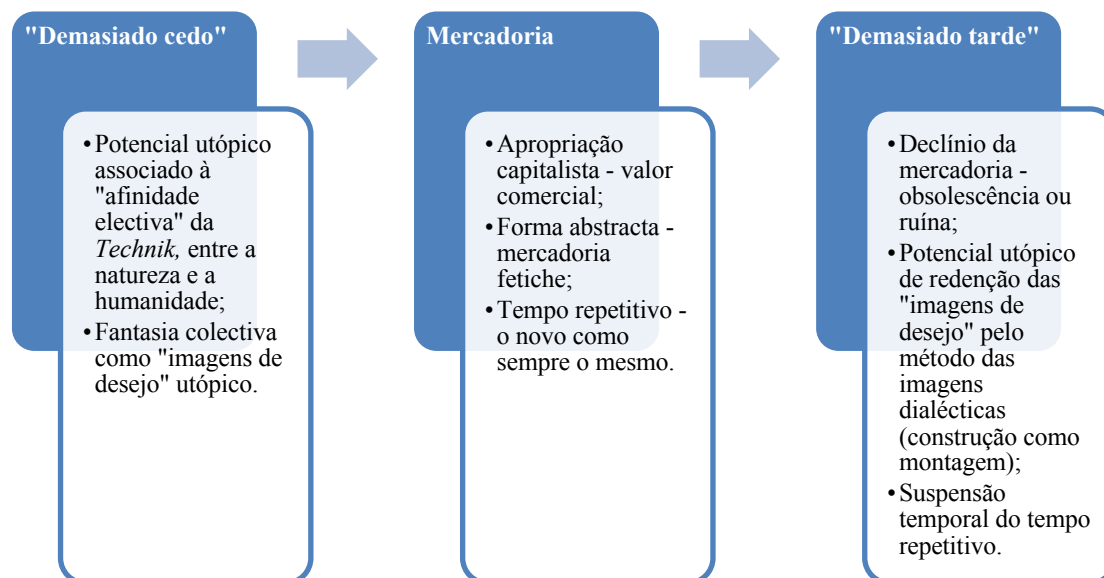 "Demasiado cedo"
•Potencial utópico
associado à
"afinidade
electiva" da
Technik, entre a
natureza e a
humanidade;
•Fantasia colectiva
como "imagens de
desejo" utópico.
Mercadoria
•Apropriação
capitalista - valor
comercial;
•Forma abstracta -
mercadoria
fetiche;
•Tempo repetitivo -
o novo como
sempre o mesmo.
"Demasiado tarde"
•Declínio da
mercadoria -
obsolescência ou
ruína;
•Potencial utópico
de redenção das
"imagens de
desejo" pelo
método das
imagens
dialécticas
(construção como
montagem);
•Suspensão
temporal do tempo
repetitivo.